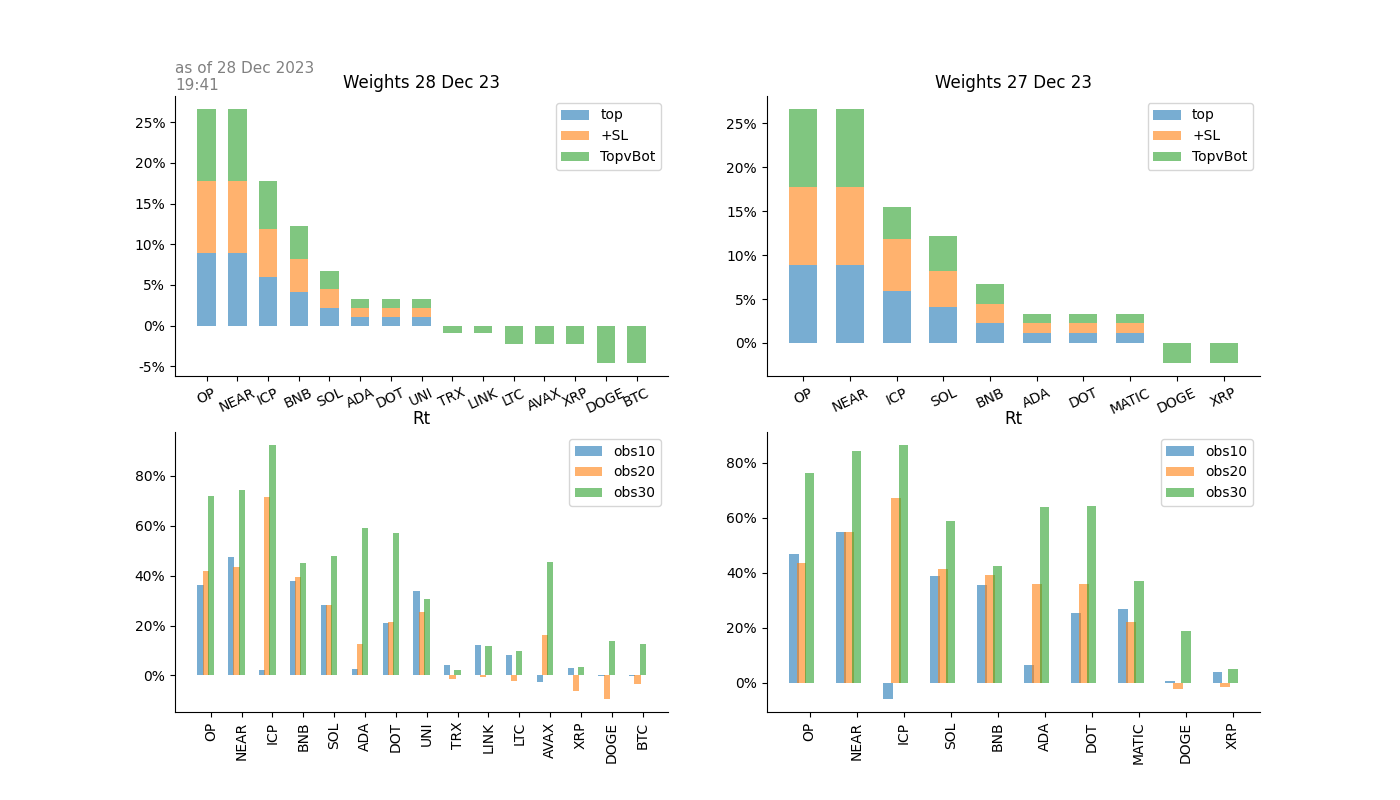 as of 28 Dec 2023
19:41
Weights 28 Dec 23
25%
20%
15%
10%
5%
0%
-5%
top
+SL
TopvBot
OP NEAR ICP BNB SOL ADA DOT UNI TRX LINK LTC AVAX XRP DOGE BTC
Weights 27 Dec 23
25%
20%
15%
10%
5%
0%
top
+SL
TopvBot
OP NEAR ICP SOL BNB ADA DOT MATIC DOGE XRP
Rt
80%
60%
40%
20%
0%
obs10
obs20
obs30
OP NEAR ICP BNB SOL ADA DOT UNI TRX LINK LTC AVAX XRP DOGE BTC
Rt
80%
60%
40%
20%
0%
obs10
obs20
obs30
OP NEAR ICP SOL BNB ADA DOT MATIC DOGE XRP